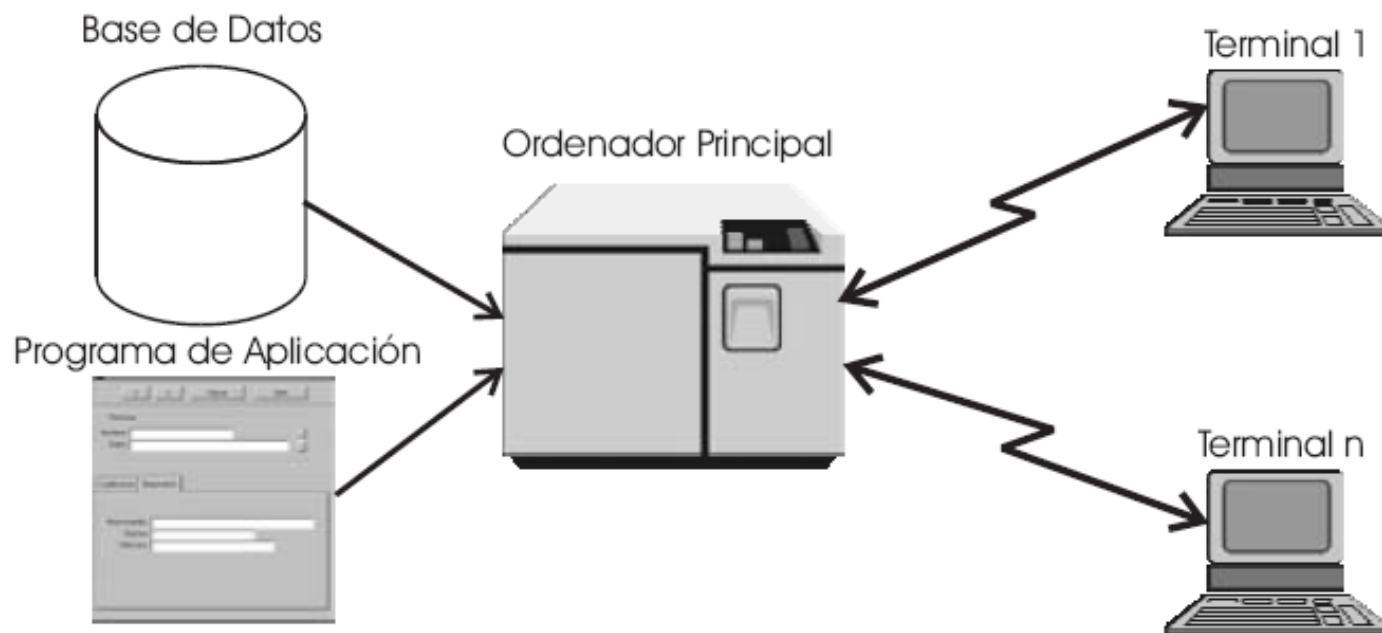 Base de Datos
Terminal 1
Ordenador Principal
Programa de Aplicación
Terminal n